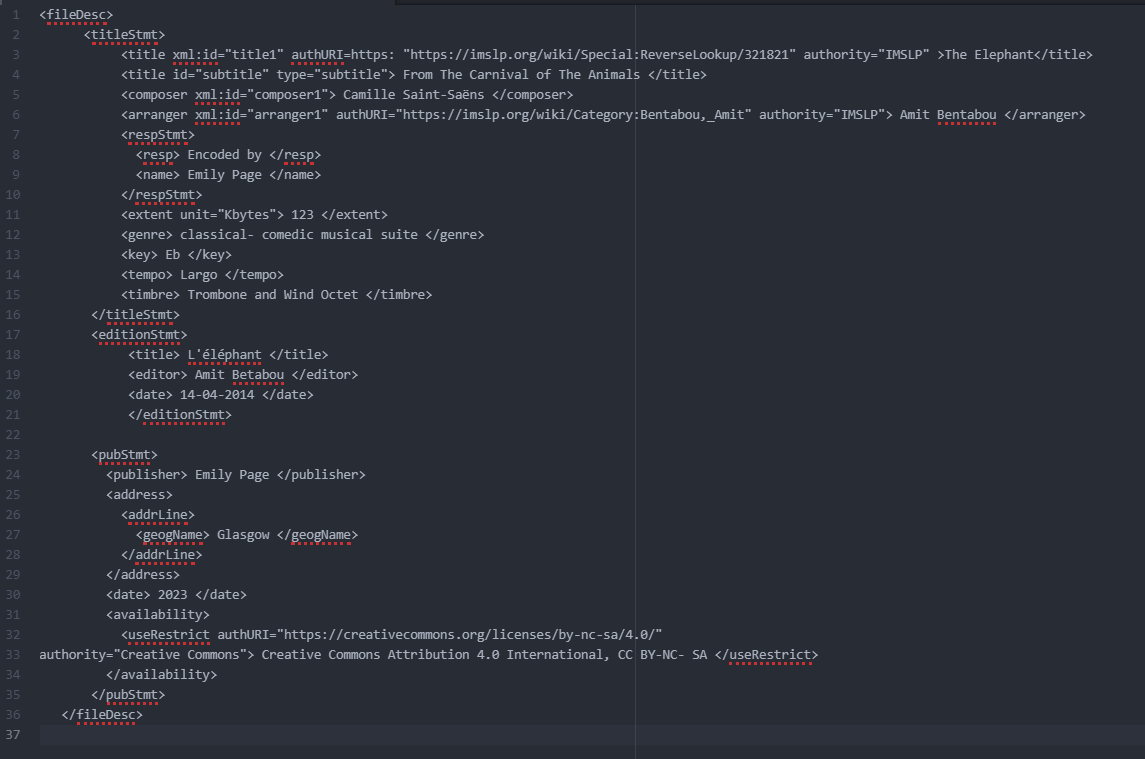 1 <fileDesc>
2 <titleStmt>
3 <title xml:id="title1" authURI=https: "https://imslp.org/wiki/Special:ReverseLookup/321821" authority="IMSLP" >The Elephant</title>
4 <title id="subtitle" type="subtitle"> From The Carnival of The Animals </title>
5 <composer xml:id="composer1"> Camille Saint-Saëns </composer>
6 <arranger xml:id="arranger1" authURI="https://imslp.org/wiki/Category:Bentabou,_Amit" authority="IMSLP"> Amit Bentabou </arranger>
7 <respStmt>
8 <resp> Encoded by </resp>
9 <name> Emily Page </name>
10 </respStmt>
11 <extent unit="Kbytes"> 123 </extent>
12 <genre> classical- comedic musical suite </genre>
13 <key> Eb </key>
14 <tempo> Largo </tempo>
15 <timbre> Trombone and Wind Octet </timbre>
16 </titleStmt>
17 <editionStmt>
18 <title> L'éléphant </title>
19 <editor> Amit Betabou </editor>
20 <date> 14-04-2014 </date>
21 </editionStmt>
22
23 <pubStmt>
24 <publisher> Emily Page </publisher>
25 <address>
26 <addrLine>
27 <geogName> Glasgow </geogName>
28 </addrLine>
29 </address>
30 <date> 2023 </date>
31 <availability>
32 <useRestrict authURI="https://creativecommons.org/licenses/by-nc-sa/4.0/"
33 authority="Creative Commons"> Creative Commons Attribution 4.0 International, CC BY-NC- SA </useRestrict>
34 </availability>
35 </pubStmt>
36 </fileDesc>
37